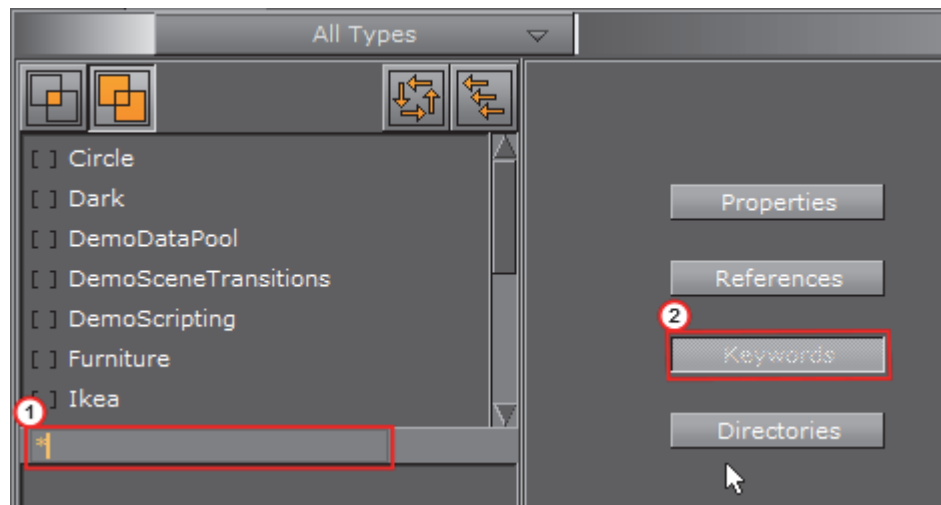 All Types
[ ] Circle
[ ] Dark
[ ] DemoDataPool
[ ] DemoSceneTransitions
[ ] DemoScripting
[ ] Furniture
[ ] Ikea
1
*
Properties
References
2
Keywords
Directories